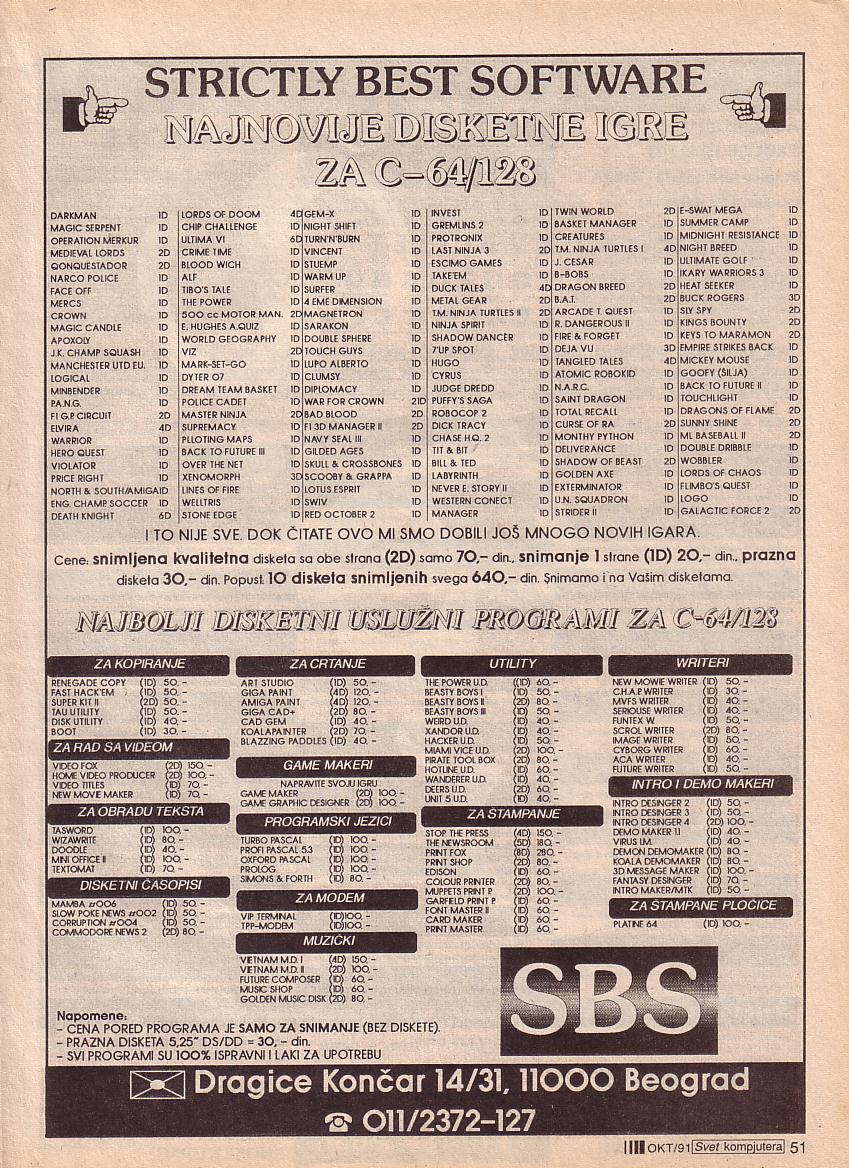 STRICTLY BEST SOFTWARE
NAJNOVIJE DISKETNE IGRE
ZA C-64/128
DARKMAN 1D
MAGIC SERPENT 1D
OPERATION MERKUR 1D
MEDIEVAL LORDS 2D
QONQUESTADOR 2D
NARCO POLICE 1D
FACE OFF 1D
MERCS 1D
CROWN 1D
MAGIC CANDLE 1D
APOXOLY 1D
J.K. CHAMP SQUASH 1D
MANCHESTER UTD EU. 1D
LOGICAL 1D
MINBENDER 1D
P.A.N.G. 1D
F1 G.P. CIRCUIT 2D
ELVIRA 4D
WARRIOR 1D
HERO QUEST 1D
VIOLATOR 1D
PRICE RIGHT 1D
NORTH & SOUTH/AMIGA 1D
ENG. CHAMP SOCCER 1D
DEATH KNIGHT 6D
LORDS OF DOOM 4D
CHIP CHALLENGE 1D
ULTIMA VI 6D
CRIME TIME 1D
BLOOD WICH 1D
ALF 1D
TIBO'S TALE 1D
THE POWER 1D
500 cc MOTOR MAN. 2D
E. HUGHES A.QUIZ 1D
WORLD GEOGRAPHY 1D
VIZ 2D
MARK-SET-GO 1D
DYTER 07 1D
DREAM TEAM BASKET 1D
POLICE CADET 1D
MASTER NINJA 2D
SUPREMACY 1D
PLLOTING MAPS 1D
BACK TO FUTURE III 1D
OVER THE NET 1D
XENOMORPH 3D
LINES OF FIRE 1D
WELLTRIS 1D
STONE EDGE 1D
GEM-X 1D
NIGHT SHIFT 1D
TURN'N'BURN 1D
VINCENT 1D
STUEMP 1D
WARM UP 1D
SURFER 1D
4 EME DIMENSION 1D
MAGNETRON 1D
SARAKON 1D
DOUBLE SPHERE 1D
TOUCH GUYS 1D
LUPO ALBERTO 1D
CLUMSY 1D
DIPLOMACY 1D
WAR FOR CROWN 21D
BAD BLOOD 2D
F1 3D MANAGER II 2D
NAVY SEAL III 1D
GILDED AGES 1D
SKULL & CROSSBONES 1D
SCOOBY & GRAPPA 1D
LOTUS ESPRIT 1D
SWIV 1D
RED OCTOBER 2 1D
INVEST 1D
GREMLINS 2 1D
PROTRONIX 1D
LAST NINJA 3 2D
ESCIMO GAMES 1D
TAKE'EM 1D
DUCK TALES 4D
METAL GEAR 2D
T.M. NINJA TURTLES II 2D
NINJA SPIRIT 1D
SHADOW DANCER 1D
7'UP SPOT 1D
HUGO 1D
CYRUS 1D
JUDGE DREDD 1D
PUFFY'S SAGA 1D
ROBOCOP 2 1D
DICK TRACY 1D
CHASE HQ. 2 1D
TIT & BIT 1D
BILL & TED 1D
LABYRINTH 1D
NEVER E. STORY II 1D
WESTERN CONECT 1D
MANAGER 1D
TWIN WORLD 2D
BASKET MANAGER 1D
CREATURES 1D
T.M. NINJA TURTLES I 4D
J. CESAR 1D
B-BOBS 1D
DRAGON BREED 2D
B.A.T. 2D
ARCADE T. QUEST 1D
R. DANGEROUS II 1D
FIRE & FORGET 1D
DEJA VU 3D
TANGLED TALES 4D
ATOMIC ROBOKID 1D
N.A.R.C. 1D
SAINT DRAGON 1D
TOTAL RECALL 1D
CURSE OF RA 2D
MONTHY PYTHON 1D
DELIVERANCE 1D
SHADOW OF BEAST 2D
GOLDEN AXE 1D
EXTERMINATOR 1D
U.N. SQUADRON 1D
STRIDER II 1D
E-SWAT MEGA 1D
SUMMER CAMP 1D
MIDNIGHT RESISTANCE 1D
NIGHT BREED 1D
ULTIMATE GOLF 1D
IKARY WARRIORS 3 1D
HEAT SEEKER 1D
BUCK ROGERS 3D
SLY SPY 2D
KINGS BOUNTY 2D
KEYS TO MARAMON 2D
EMPIRE STRIKES BACK 1D
MICKEY MOUSE 1D
GOOFY (ŠILJA) 1D
BACK TO FUTURE II 1D
TOUCHLIGHT 1D
DRAGONS OF FLAME 2D
SUNNY SHINE 2D
ML BASEBALL II 2D
DOUBLE DRIBBLE 1D
WOBBLER 1D
LORDS OF CHAOS 1D
FLIMBO'S QUEST 1D
LOGO 1D
GALACTIC FORCE 2 2D
I TO NIJE SVE. DOK ČITATE OVO MI SMO DOBILI JOŠ MNOGO NOVIH IGARA.
Cene: snimljena kvalitetna disketa sa obe strana (2D) samo 70,- din., snimanje 1 strane (1D) 20,- din., prazna
disketa 30,- din. Popust: 10 disketa snimljenih svega 640,- din. Snimamo i na Vašim disketama.
NAJBOLJI DISKETNI USLUŽNI PROGRAMI ZA C-64/128
ZA KOPIRANJE
RENEGADE COPY (1D) 50.-
FAST HACK'EM (1D) 50.-
SUPER KIT II (2D) 50.-
TAU UTILITY (1D) 50.-
DISK UTILITY (1D) 40.-
BOOT (1D) 30.-
ZA RAD SA VIDEOM
VIDEO FOX (2D) 150.-
HOME VIDEO PRODUCER (2D) 100.-
VIDEO TITLES (1D) 70.-
NEW MOVE MAKER (1D) 70.-
ZA OBRADU TEKSTA
TASWORD (1D) 100.-
WIZAWRITE (1D) 80.-
DOODLE (1D) 40.-
MINI OFFICE II (1D) 100.-
TEXTOMAT (1D) 70.-
DISKETNI ČASOPISI
MAMBA #006 (1D) 50.-
SLOW POKE NEWS #002 (1D) 50.-
CORRUPTION #004 (1D) 50.-
COMMODORE NEWS 2 (2D) 80.-
ZA CRTANJE
ART STUDIO (1D) 50.-
GIGA PAINT (4D) 120.-
AMIGA PAINT (1D) 120.-
GIGA CAD+ (2D) 80.-
CAD GEM (1D) 40.-
KOALAPAINTER (2D) 70.-
BLAZZING PADDLES (1D) 40.-
GAME MAKERI
NAPRAVITE SVOJU IGRU
GAME MAKER (2D) 100.-
GAME GRAPHIC DESIGNER (2D) 100.-
PROGRAMSKI JEZICI
TURBO PASCAL (1D) 100.-
PROFI PASCAL 5.3 (1D) 100.-
OXFORD PASCAL (1D) 100.-
PROLOG (1D) 100.-
SIMONS & FORTH (1D) 80.-
ZA MODEM
VIP TERMINAL (1D) 100.-
TPP-MODEM (1D) 100.-
MUZIČKI
VIETNAM M.D. I (4D) 150.-
VIETNAM M.D. II (2D) 100.-
FUTURE COMPOSER (1D) 60.-
MUSIC SHOP (1D) 60.-
GOLDEN MUSIC DISK (2D) 80.-
UTILITY
THE POWER U.D. ((1D) 60.-
BEASTY BOYS I (1D) 50.-
BEASTY BOYS II (2D) 80.-
BEASTY BOYS III (1D) 50.-
WEIRD U.D. (1D) 40.-
XANDOR U.D. (1D) 40.-
HACKER U.D. (1D) 50.-
MIAMI VICE U.D. (2D) 100.-
PIRATE TOOL BOX (2D) 80.-
HOTLINE U.D. (1D) 60.-
WANDERER U.D. (1D) 40.-
DEERS U.D. (2D) 60.-
UNIT 5 U.D. (1D) 40.-
ZA ŠTAMPANJE
STOP THE PRESS (4D) 150.-
THE NEWSROOM (5D) 180.-
PRINT FOX (8D) 280.-
PRINT SHOP (2D) 80.-
EDISON (1D) 60.-
COLOUR PRINTER (2D) 80.-
MUPPETS PRINT P. (2D) 100.-
GARFELD PRINT P. (1D) 60.-
FONT MASTER II (1D) 60.-
CARD MAKER (1D) 60.-
PRINT MASTER (1D) 60.-
WRITERI
NEW MOWIE WRITER (1D) 50.-
C.H.A.P. WRITER (1D) 30.-
MVFS WRITER (1D) 40.-
SERIOUSE WRITER (1D) 40.-
FUNTEX W. (1D) 50.-
SCROL WRITER (2D) 80.-
IMAGE WRITER (1D) 50.-
CYBORG WRITER (1D) 60.-
ACA WRITER (1D) 40.-
FUTURE WRITER (1D) 50.-
INTRO I DEMO MAKERI
INTRO DESINGER 2 (1D) 50.-
INTRO DESINGER 3 (1D) 50.-
INTRO DESINGER 4 (2D) 100.-
DEMO MAKER 1.1 (1D) 40.-
VIRUS I.M. (1D) 40.-
DEMON DEMOMAKER (1D) 80.-
KOALA DEMOMAKER (1D) 80.-
3D MESSAGE MAKER (1D) 100.-
FANTASY DESINGER (1D) 70.-
INTRO MAKER/MTK (1D) 50.-
ZA ŠTAMPANE PLOČICE
PLATINE 64 (1D) 100.-
SBS
Napomene:
- CENA PORED PROGRAMA JE SAMO ZA SNIMANJE (BEZ DISKETE).
- PRAZNA DISKETA 5,25" DS/DD = 30,- din.
- SVI PROGRAMI SU 100% ISPRAVNI I LAKI ZA UPOTREBU
Dragice Končar 14/31, 11000 Beograd
☎ 011/2372-127
OKT/91 Svet kompjutera 51